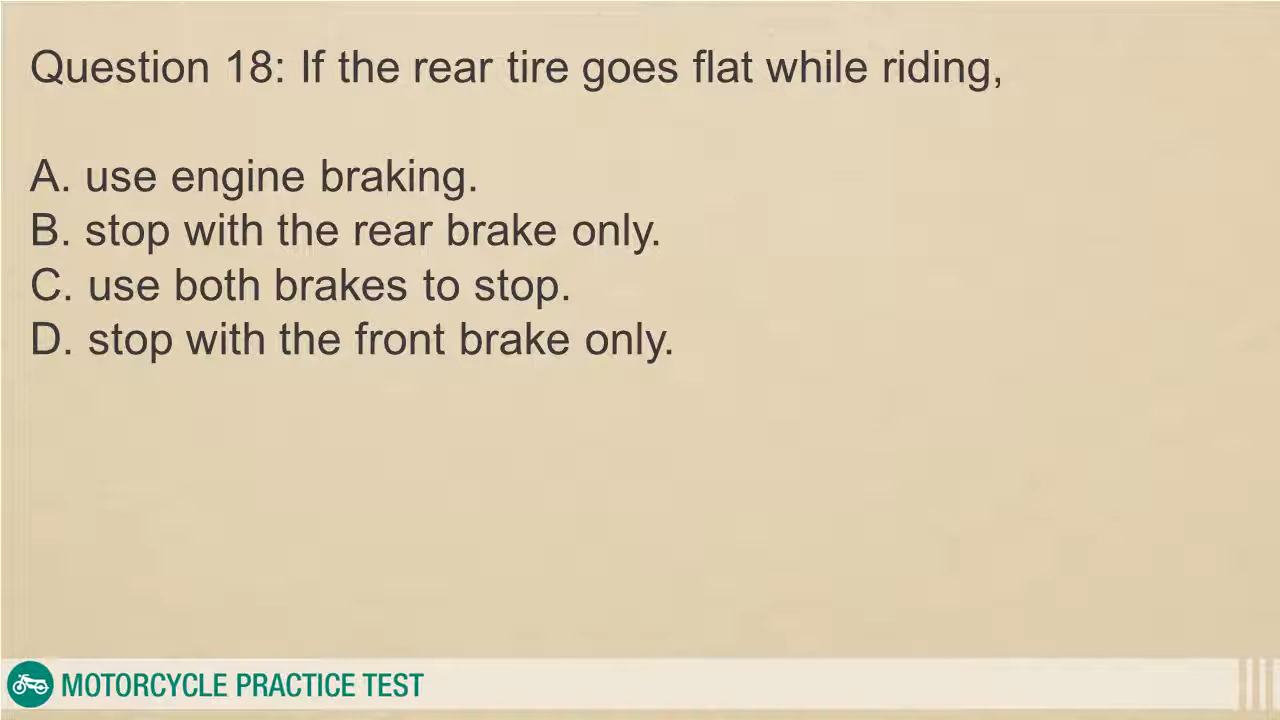 Question 18: If the rear tire goes flat while riding,
A. use engine braking.
B. stop with the rear brake only.
C. use both brakes to stop.
D. stop with the front brake only.
MOTORCYCLE PRACTICE TEST